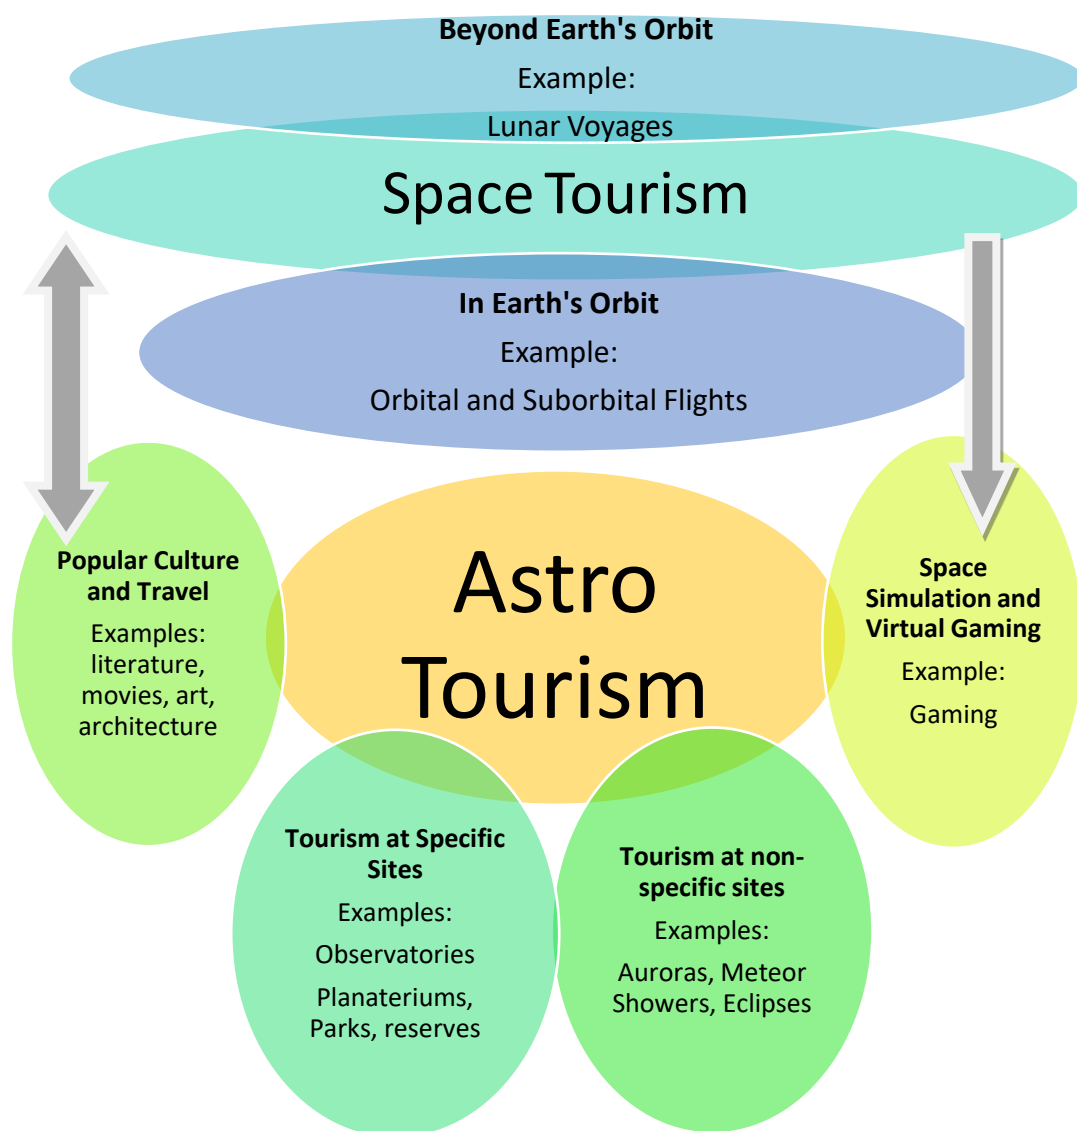 Beyond Earth's Orbit
Example:
Lunar Voyages
Space Tourism
In Earth's Orbit
Example:
Orbital and Suborbital Flights
Popular Culture
and Travel
Examples:
literature,
movies, art,
architecture
Astro
Tourism
Space
Simulation and
Virtual Gaming
Example:
Gaming
Tourism at Specific
Sites
Examples:
Observatories
Planateriums,
Parks, reserves
Tourism at non-
specific sites
Examples:
Auroras, Meteor
Showers, Eclipses